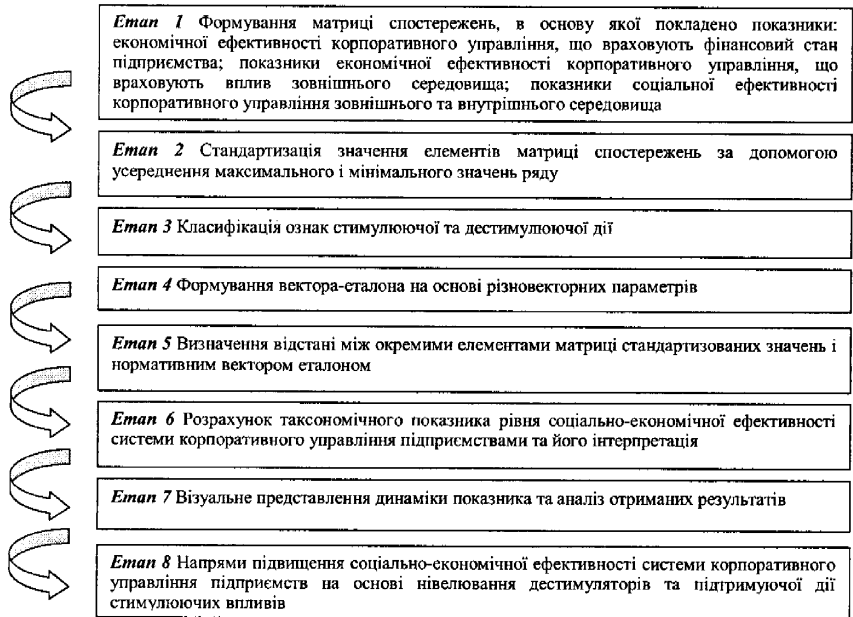 Етап 1 Формування матриці спостережень, в основу якої покладено показники:
економічної ефективності корпоративного управління, що враховують фінансовий стан
підприємства; показники економічної ефективності корпоративного управління, що
враховують вплив зовнішнього середовища; показники соціальної ефективності
корпоративного управління зовнішнього та внутрішнього середовища
Етап 2 Стандартизація значення елементів матриці спостережень за допомогою
усереднення максимального і мінімального значень ряду
Етап 3 Класифікація ознак стимулюючої та дестимулюючої дії
Етап 4 Формування вектора-еталона на основі різновекторних параметрів
Етап 5 Визначення відстані між окремими елементами матриці стандартизованих значень і
нормативним вектором еталоном
Етап 6 Розрахунок таксономічного показника рівня соціально-економічної ефективності
системи корпоративного управління підприємствами та його інтерпретація
Етап 7 Візуальне представлення динаміки показника та аналіз отриманих результатів
Етап 8 Напрями підвищення соціально-економічної ефективності системи корпоративного
управління підприємств на основі нівелювання дестимуляторів та підтримуючої дії
стимулюючих впливів